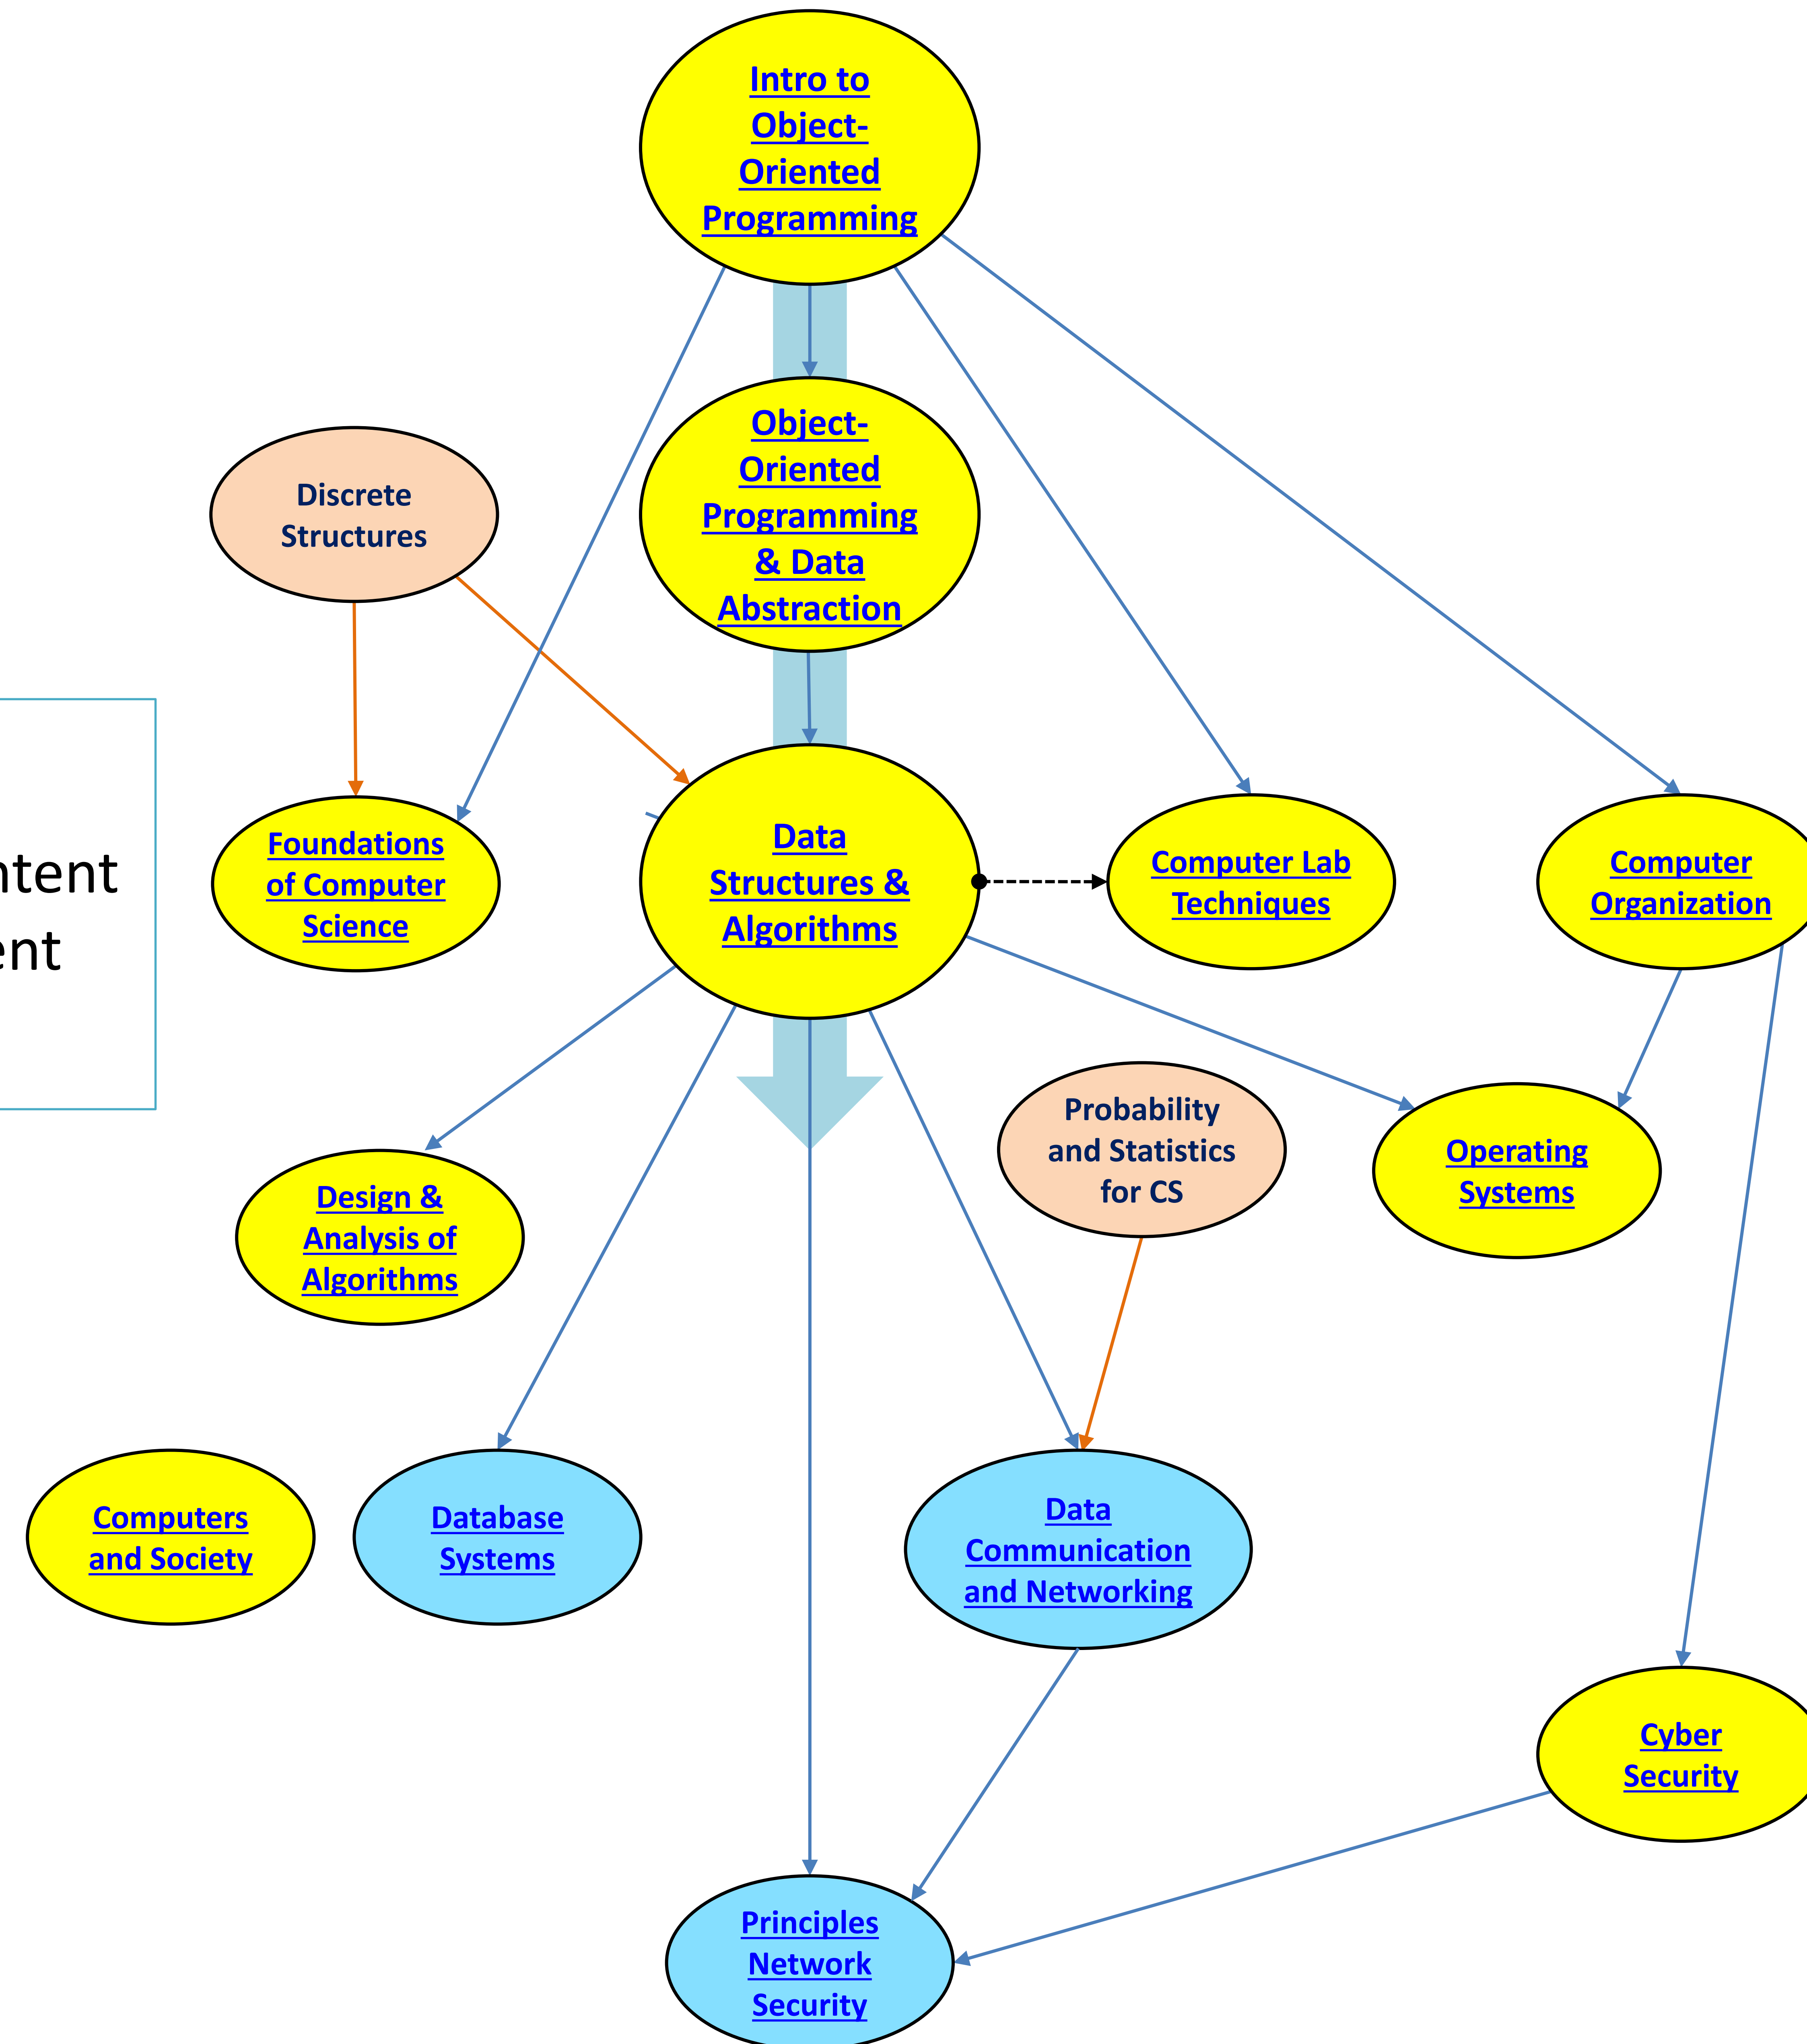 Intro to
Object-
Oriented
Programming
Object-
Oriented
Programming
& Data
Abstraction
Discrete
Structures
Foundations
of Computer
Science
Data
Structures &
Algorithms
Computer Lab
Techniques
Computer
Organization
Probability
and Statistics
for CS
Operating
Systems
Design &
Analysis of
Algorithms
Computers
and Society
Database
Systems
Data
Communication
and Networking
Cyber
Security
Principles
Network
Security